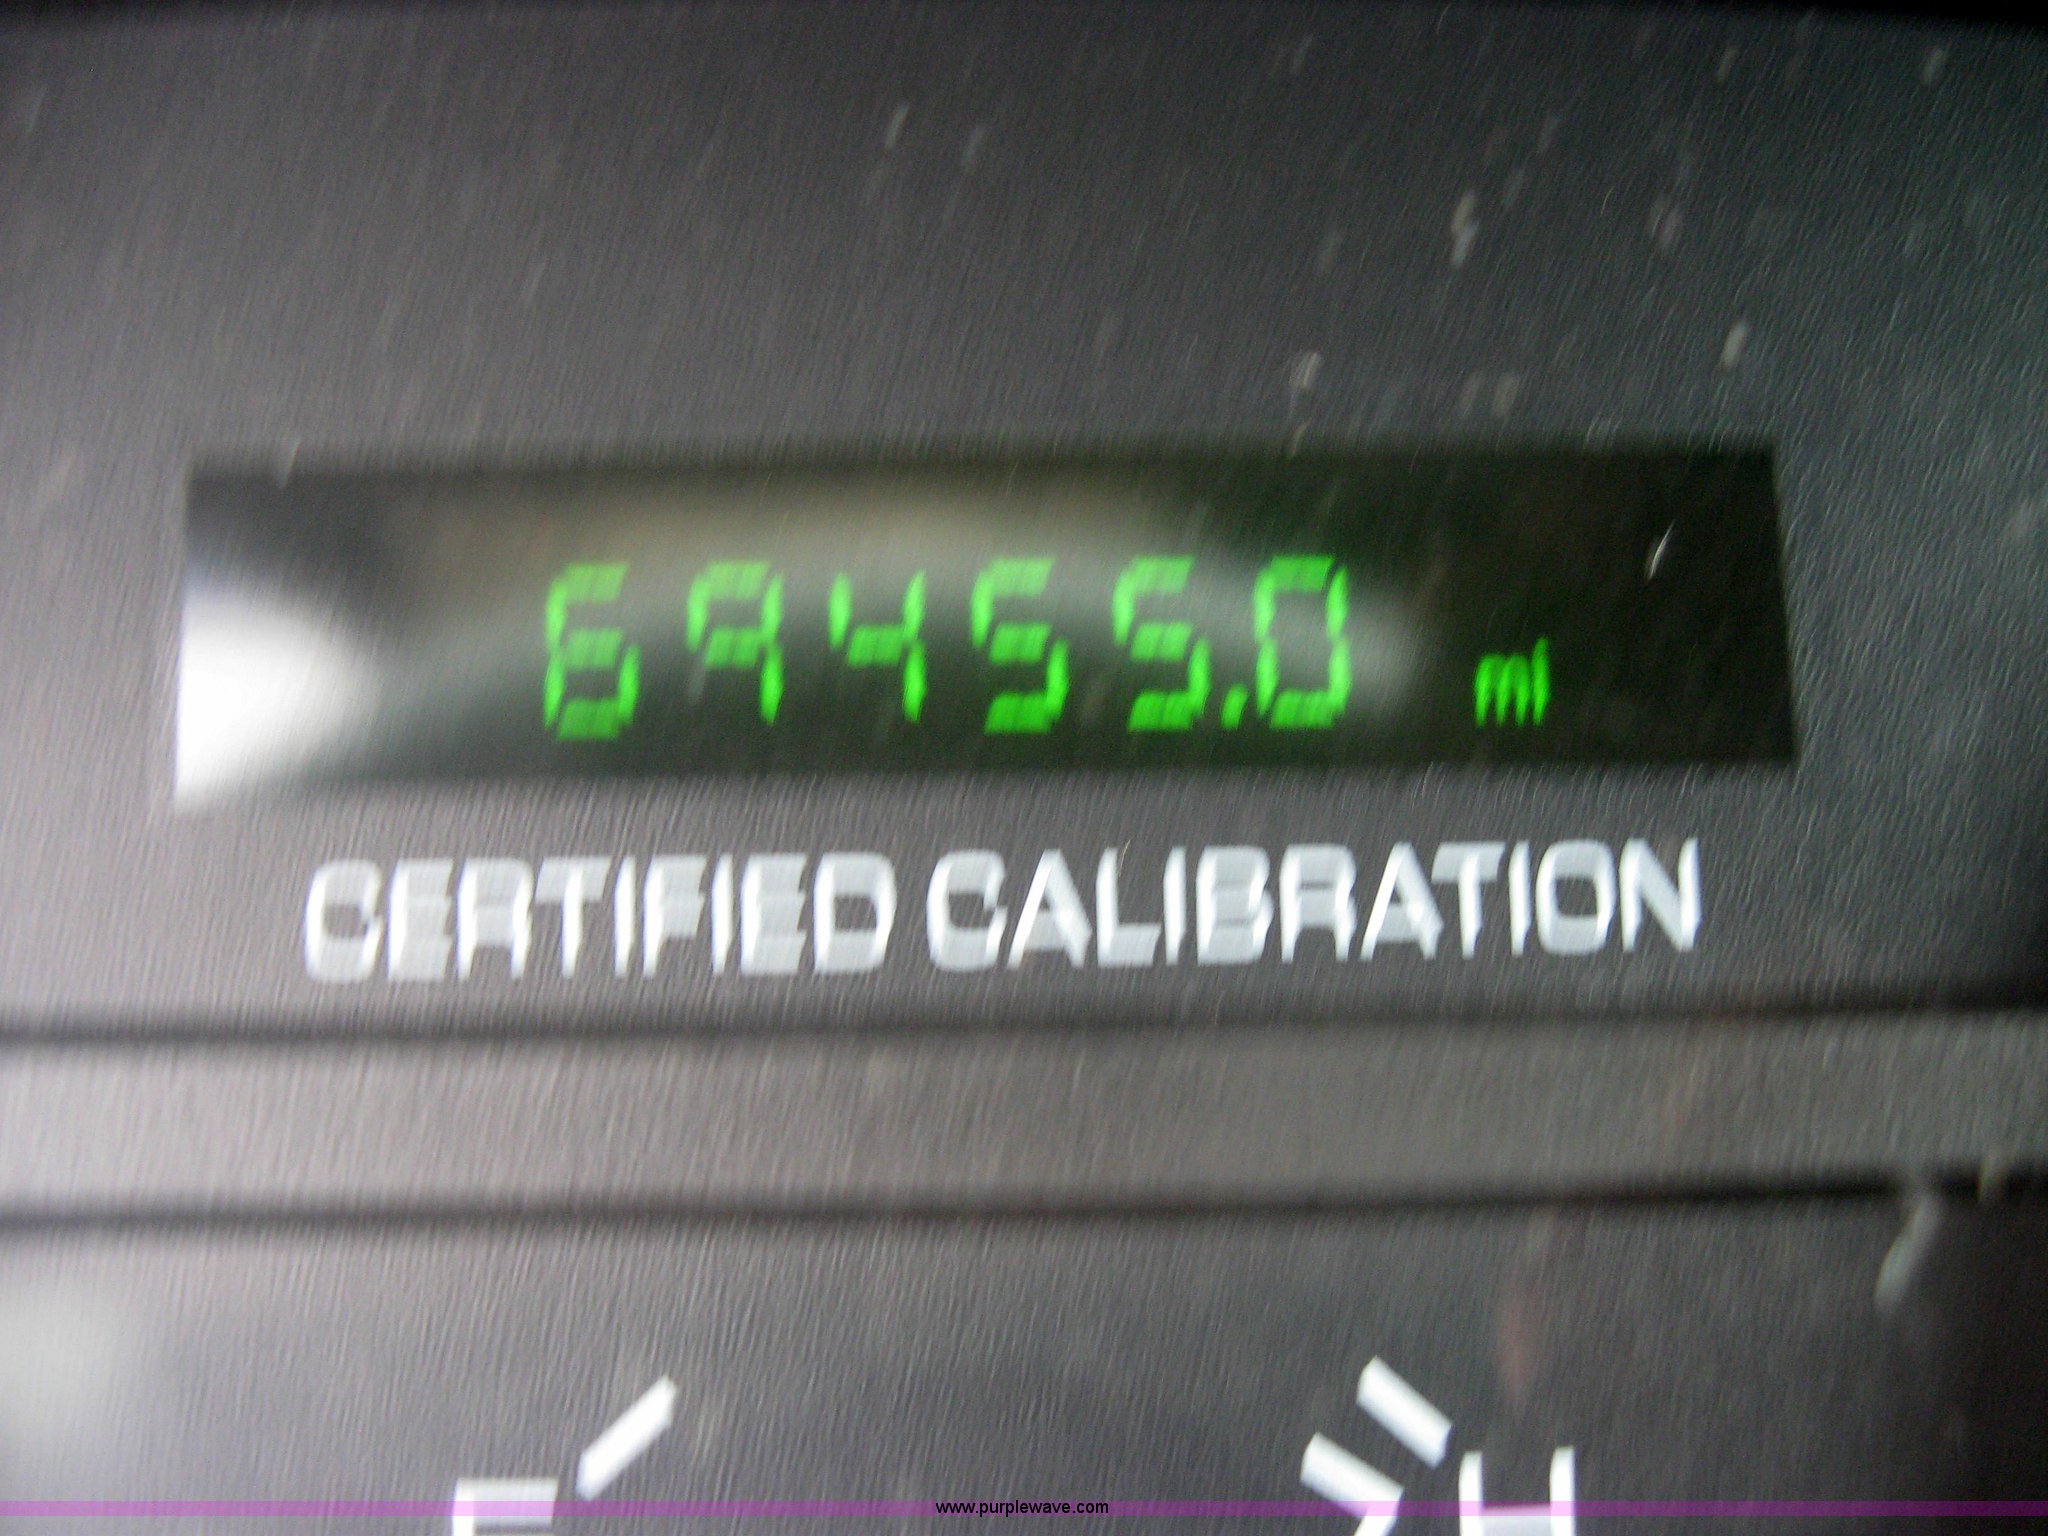 69455.0 mi
CERTIFIED CALIBRATION
F H
www.purplewave.com